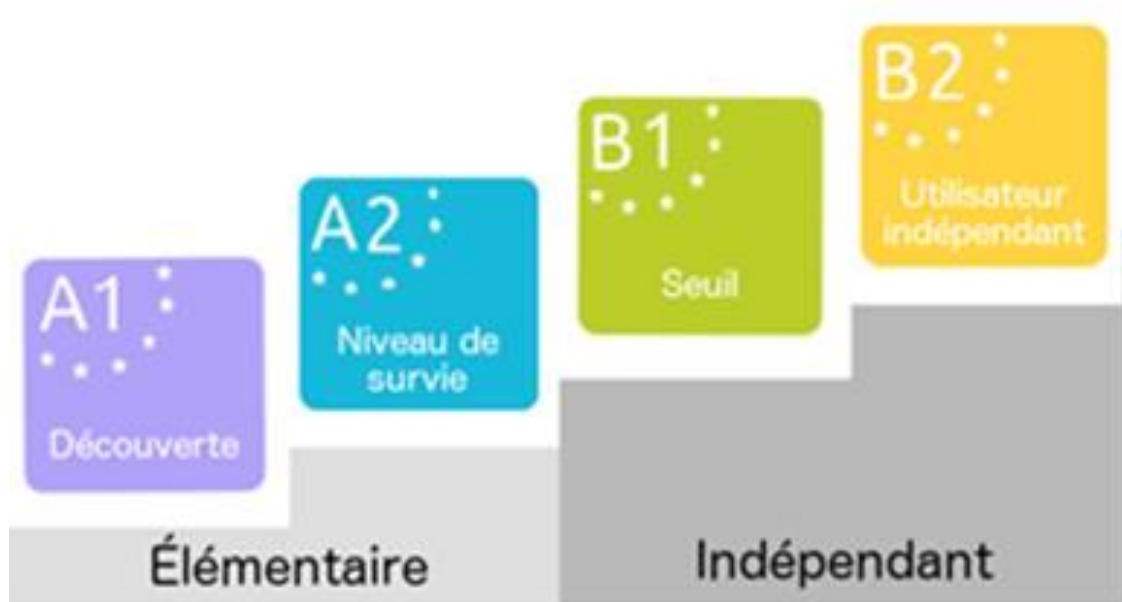 A1
Découverte
A2
Niveau de
survie
B1
Seuil
B2
Utilisateur
indépendant
Élémentaire
Indépendant